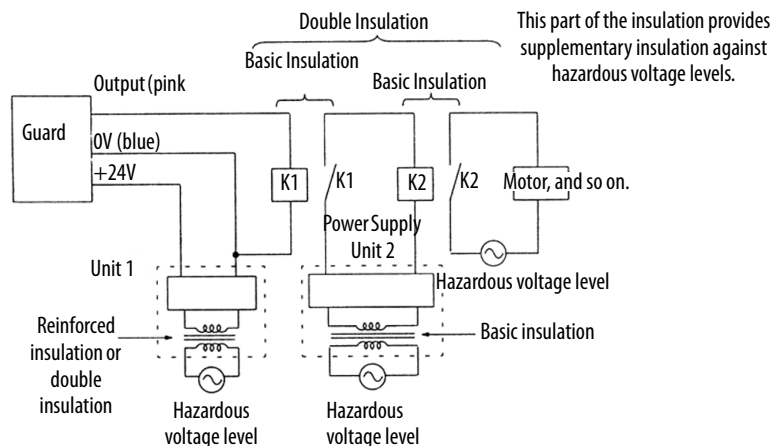 Double Insulation
This part of the insulation provides
supplementary insulation against
hazardous voltage levels.
Basic Insulation
Basic Insulation
Output (pink
Guard
0V (blue)
+24V
K1
K1
K2
K2
Motor, and so on.
Power Supply
Unit 2
Unit 1
Hazardous voltage level
Reinforced
insulation or
double
insulation
Basic insulation
Hazardous
voltage level
Hazardous
voltage level